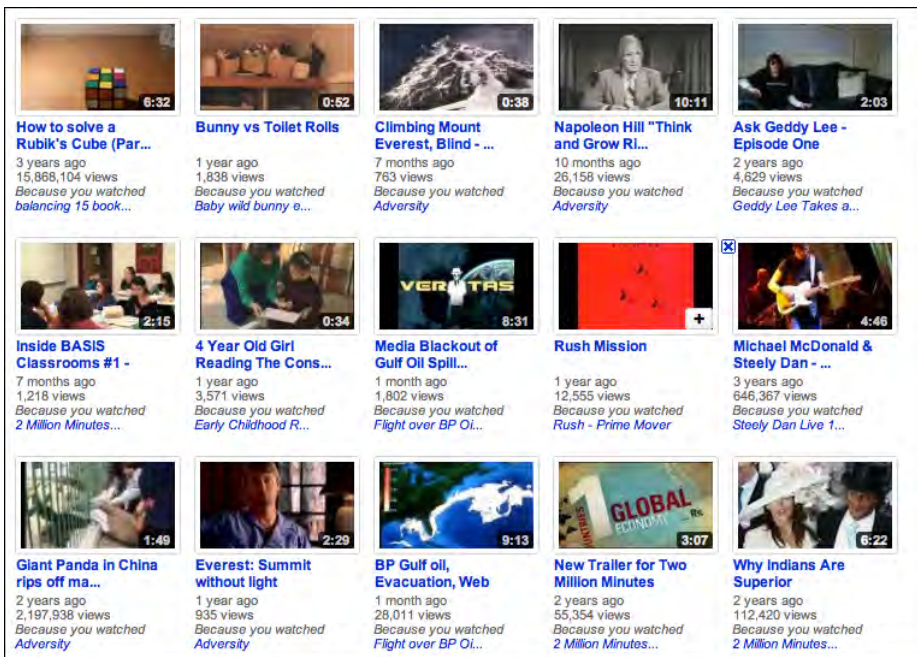 6:32
0:52
0:38
10:11
2:03
How to solve a
Rubik's Cube (Par...
3 years ago
15,868,104 views
Because you watched
balancing 15 book...
Bunny vs Toilet Rolls
1 year ago
1,838 views
Because you watched
Baby wild bunny e...
Climbing Mount
Everest, Blind - ...
7 months ago
763 views
Because you watched
Adversity
Napoleon Hill "Think
and Grow Ri...
10 months ago
26,158 views
Because you watched
Adversity
Ask Geddy Lee -
Episode One
2 years ago
4,629 views
Because you watched
Geddy Lee Takes a...
2:15
0:34
VERITAS
8:31
+
4:46
Inside BASIS
Classrooms #1 -
7 months ago
1,218 views
Because you watched
2 Million Minutes...
4 Year Old Girl
Reading The Cons...
1 year ago
3,571 views
Because you watched
Early Childhood R...
Media Blackout of
Gulf Oil Spill...
1 month ago
1,802 views
Because you watched
Flight over BP Oi...
Rush Mission
1 year ago
12,555 views
Because you watched
Rush - Prime Mover
Michael McDonald &
Steely Dan - ...
3 years ago
646,367 views
Because you watched
Steely Dan Live 1...
1:49
2:29
9:13
1
GLOBAL
ECONOMY
3:07
6:22
Giant Panda in China
rips off ma...
2 years ago
2,197,938 views
Because you watched
Adversity
Everest: Summit
without light
1 year ago
935 views
Because you watched
Adversity
BP Gulf oil,
Evacuation, Web
1 month ago
28,011 views
Because you watched
Flight over BP Oi...
New Trailer for Two
Million Minutes
2 years ago
55,354 views
Because you watched
2 Million Minutes...
Why Indians Are
Superior
2 years ago
112,420 views
Because you watched
2 Million Minutes...